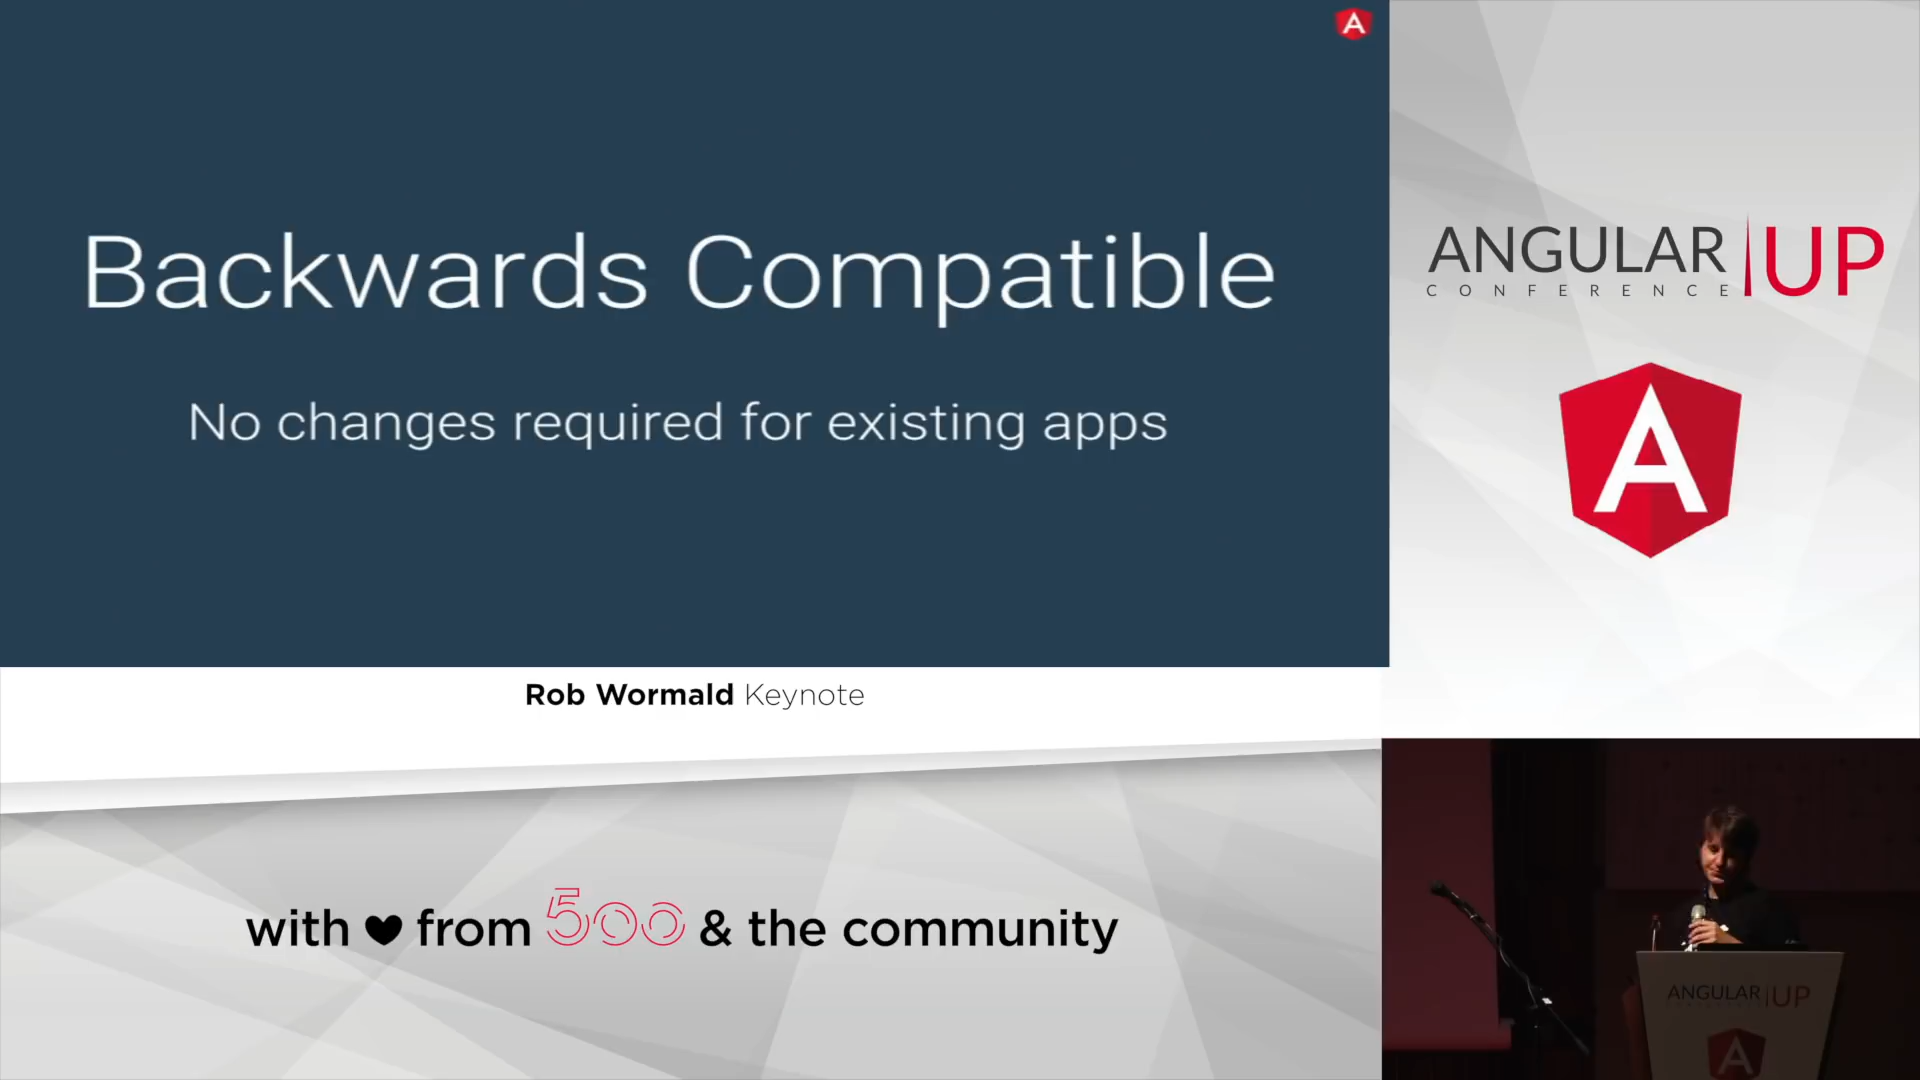 A
Backwards Compatible
No changes required for existing apps
Rob Wormald Keynote
with ♥ from 500 & the community
ANGULAR UP
CONFERENCE
A
ANGULAR UP
A